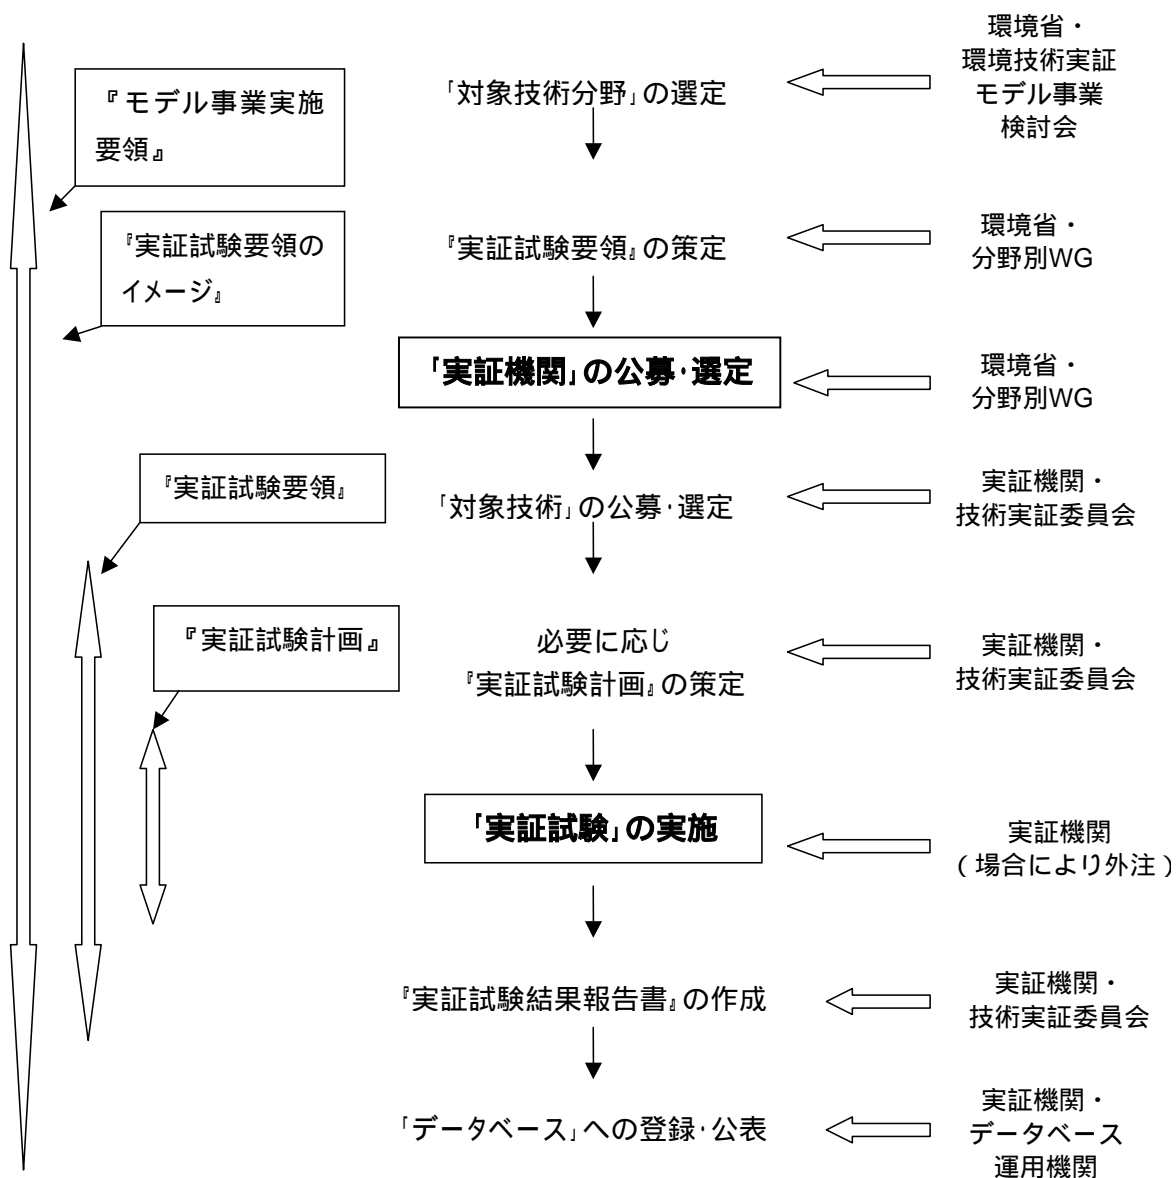 環境省・
環境技術実証
モデル事業
検討会
『モデル事業実施
要領』
「対象技術分野」の選定
『実証試験要領の
イメージ』
『実証試験要領』の策定
環境省・
分野別WG
「実証機関」の公募・選定
環境省・
分野別WG
『実証試験要領』
「対象技術」の公募・選定
実証機関・
技術実証委員会
『実証試験計画』
必要に応じ
『実証試験計画』の策定
実証機関・
技術実証委員会
「実証試験」の実施
実証機関
(場合により外注)
『実証試験結果報告書』の作成
実証機関・
技術実証委員会
「データベース」への登録・公表
実証機関・
データベース
運用機関